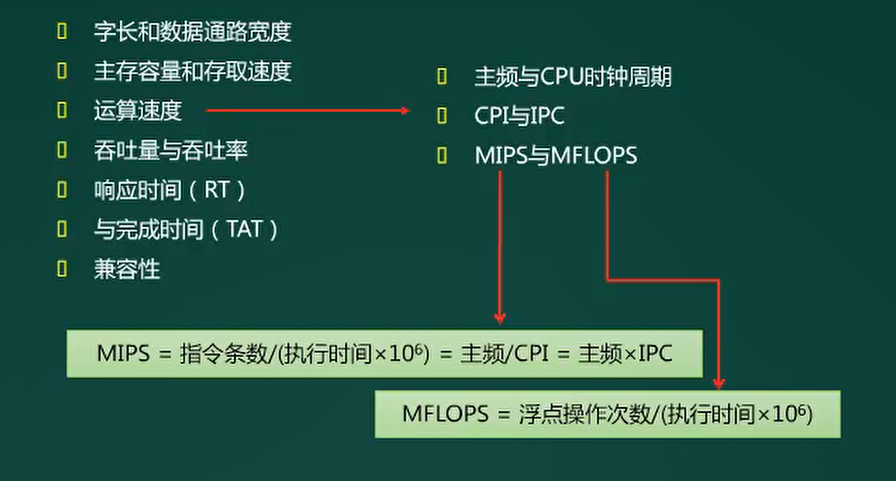 字长和数据通路宽度
主存容量和存取速度
运算速度
吞吐量与吞吐率
响应时间（RT）
与完成时间（TAT）
兼容性
主频与CPU时钟周期
CPI与IPC
MIPS与MFLOPS
MIPS = 指令条数/(执行时间×10⁶) = 主频/CPI = 主频×IPC
MFLOPS = 浮点操作次数/(执行时间×10⁶)